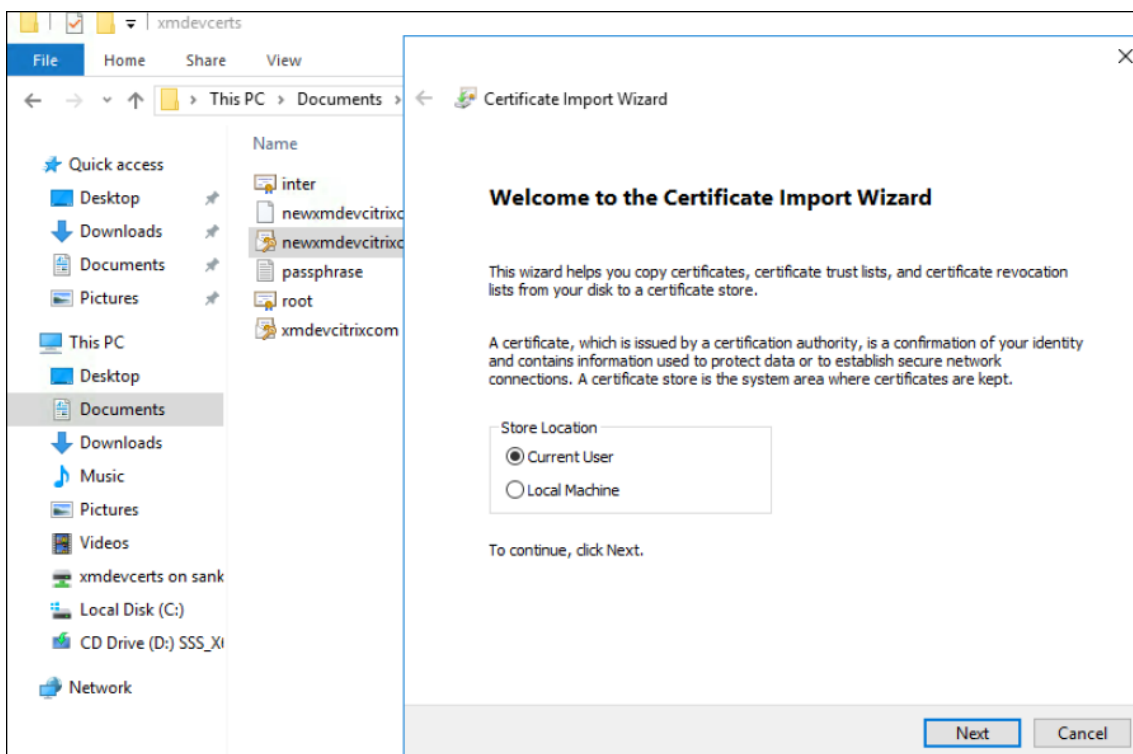 xmdevcerts
File Home Share View
This PC > Documents >
Name
Quick access
Desktop
Downloads
Documents
Pictures
This PC
Desktop
Documents
Downloads
Music
Pictures
Videos
xmdevcerts on sank
Local Disk (C:)
CD Drive (D:) SSS_X
Network
inter
newxmdevcitrixc
newxmdevcitrixc
passphrase
root
xmdevcitrixcom
Certificate Import Wizard
Welcome to the Certificate Import Wizard
This wizard helps you copy certificates, certificate trust lists, and certificate revocation
lists from your disk to a certificate store.
A certificate, which is issued by a certification authority, is a confirmation of your identity
and contains information used to protect data or to establish secure network
connections. A certificate store is the system area where certificates are kept.
Store Location
Current User
Local Machine
To continue, click Next.
Next Cancel